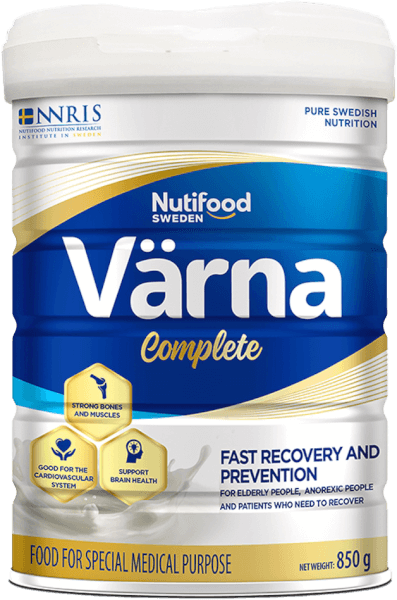 NNRIS
NUTIFOOD NUTRITION RESEARCH
INSTITUTE IN SWEDEN
PURE SWEDISH
NUTRITION
Nutifood
SWEDEN
Värna
Complete
STRONG BONES
AND MUSCLES
GOOD FOR THE
CARDIOVASCULAR
SYSTEM
SUPPORT
BRAIN HEALTH
FAST RECOVERY AND
PREVENTION
FOR ELDERLY PEOPLE, ANOREXIC PEOPLE
AND PATIENTS WHO NEED TO RECOVER
FOOD FOR SPECIAL MEDICAL PURPOSE
NET WEIGHT: 850 g